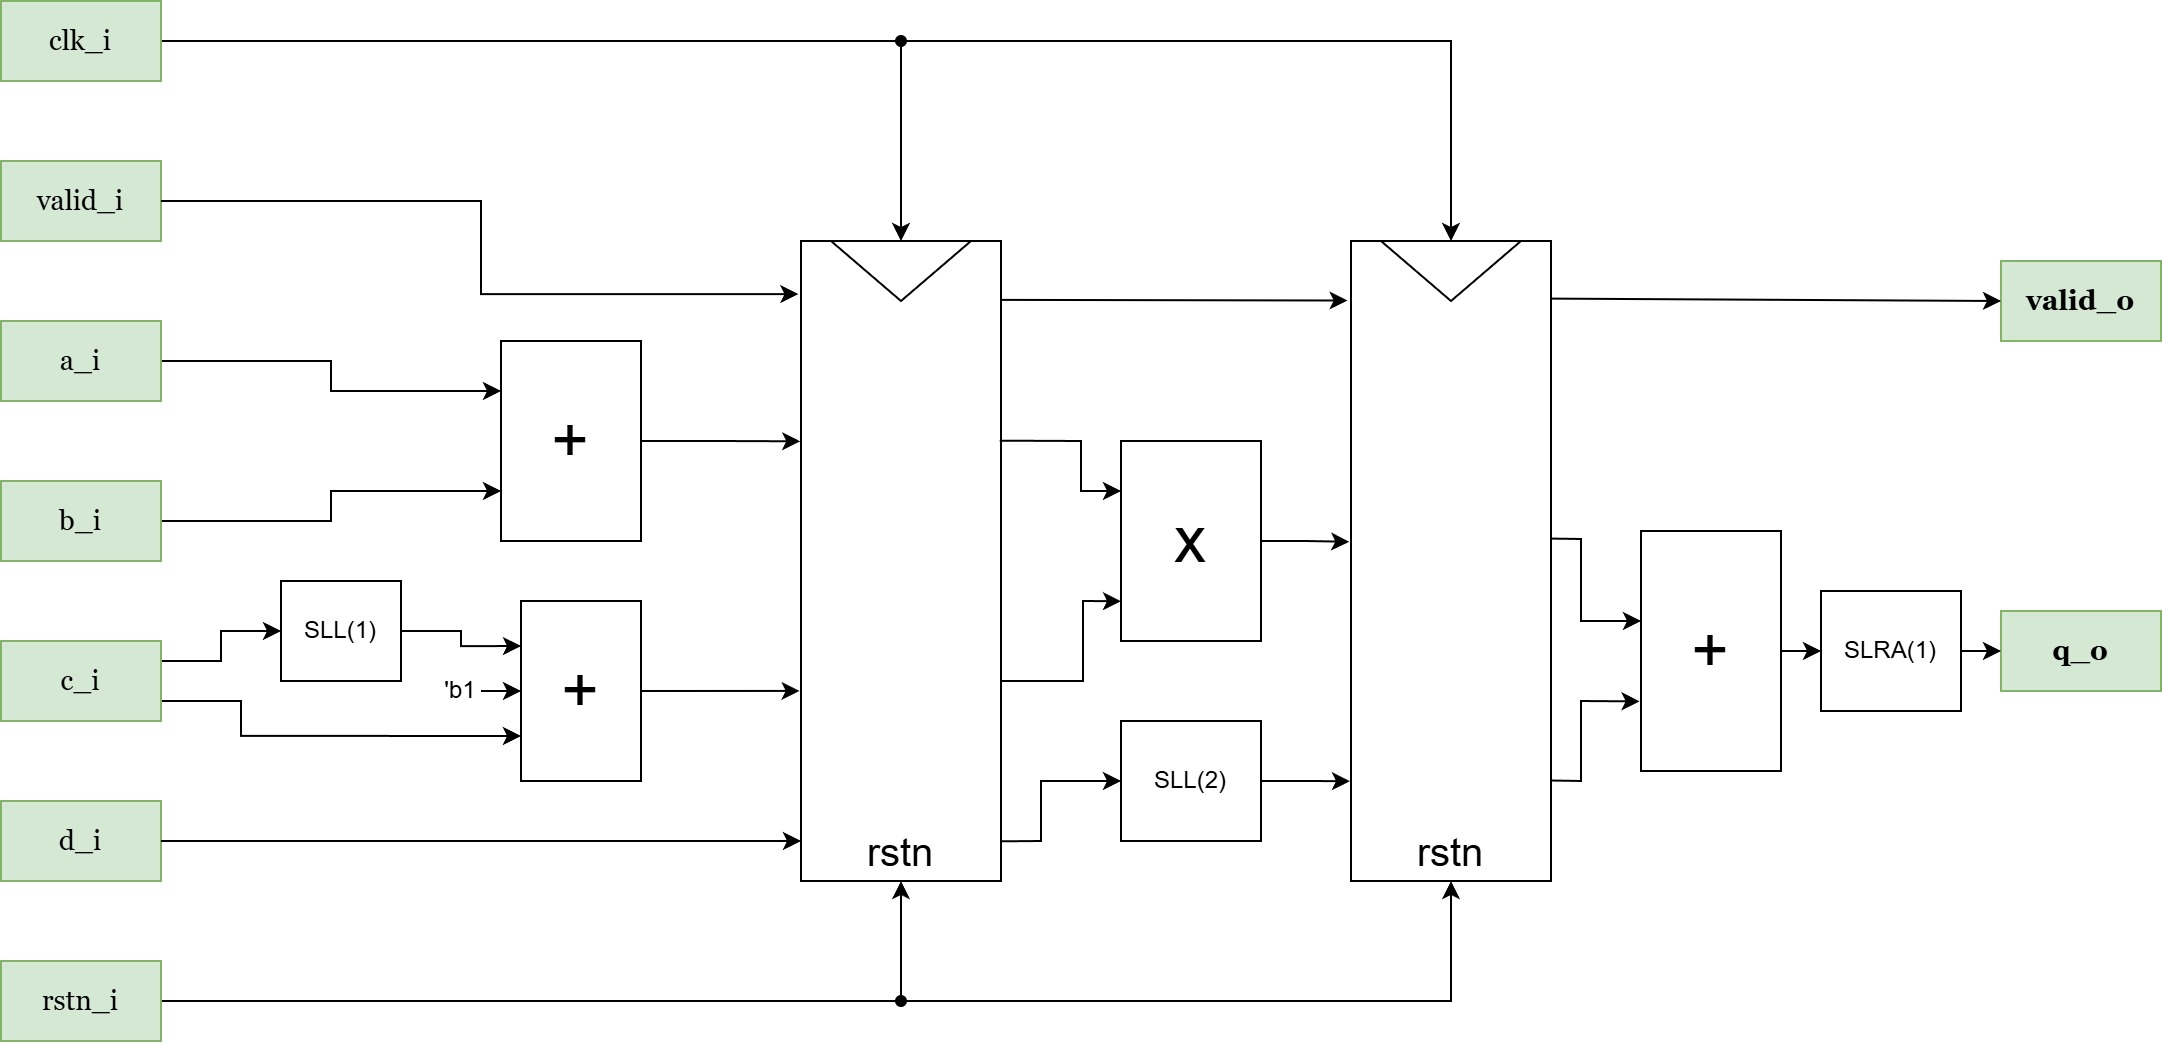 clk_i
valid_i
valid_o
a_i
+
b_i
x
SLL(1)
c_i
'b1
+
+
SLRA(1)
q_o
SLL(2)
d_i
rstn
rstn
rstn_i